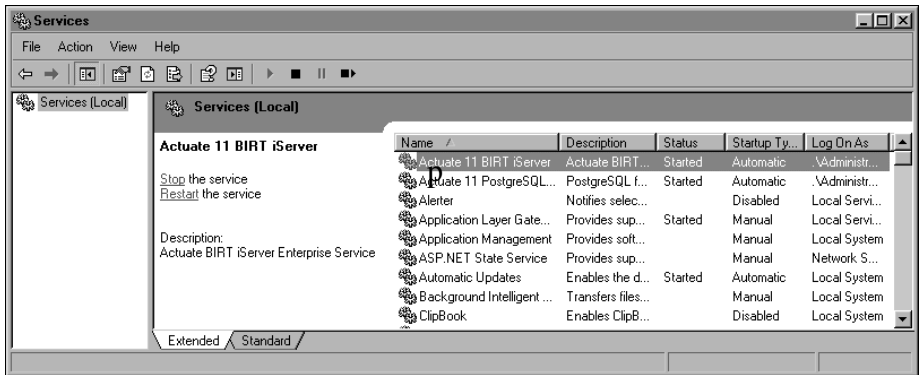 Services
File Action View Help
Services (Local)
Services (Local)
Actuate 11 BIRT iServer
Stop the service
Restart the service
Description:
Actuate BIRT iServer Enterprise Service
Name Description Status Startup Ty... Log On As
Actuate 11 BIRT iServer Actuate BIRT... Started Automatic .\Administr...
Actuate 11 PostgreSQL... PostgreSQL f... Started Automatic .\Administr...
p
Alerter Notifies selec... Disabled Local Servi...
Application Layer Gate... Provides sup... Started Manual Local Servi...
Application Management Provides soft... Manual Local System
ASP.NET State Service Provides sup... Manual Network S...
Automatic Updates Enables the d... Started Automatic Local System
Background Intelligent ... Transfers files... Manual Local System
ClipBook Enables ClipB... Disabled Local System
Extended Standard